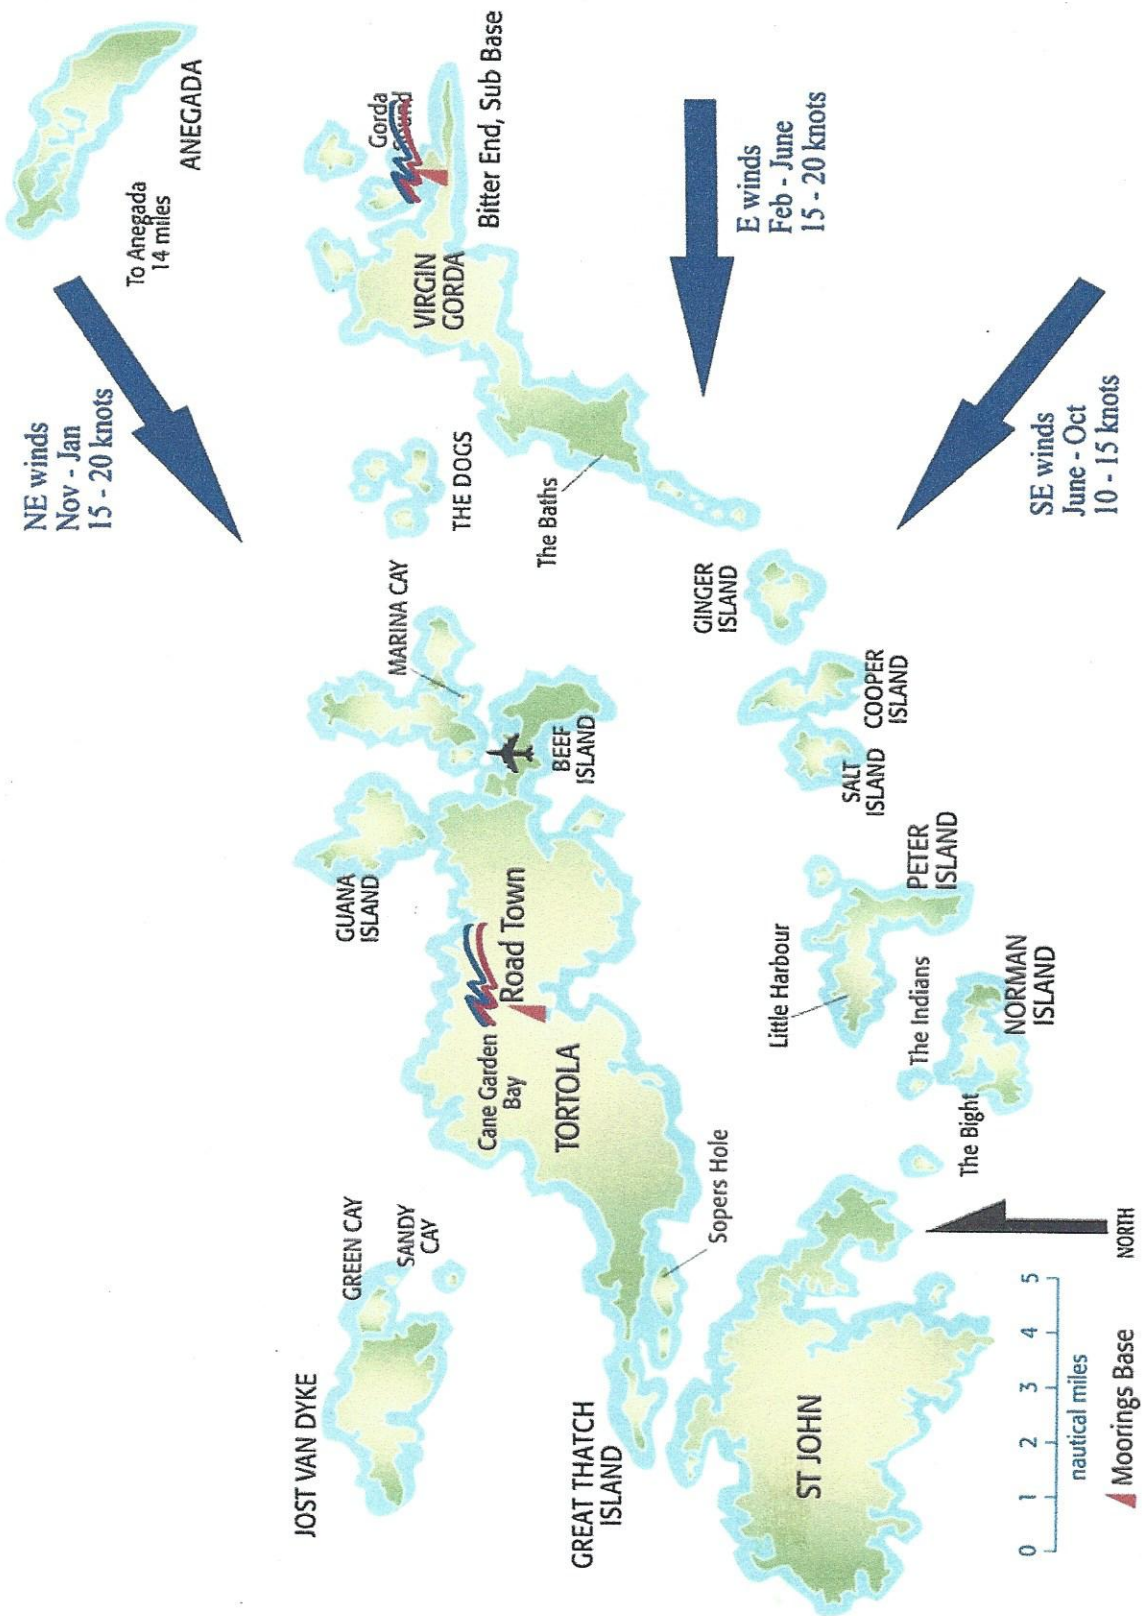 NE winds
Nov - Jan
15 - 20 knots
To Anegada
14 miles
ANEGADA
JOST VAN DYKE
GREEN CAY
SANDY
CAY
GUANA
ISLAND
MARINA CAY
THE DOGS
VIRGIN
GORDA
Gorda
Sound
Bitter End, Sub Base
Cane Garden
Bay
Road Town
TORTOLA
BEEF
ISLAND
The Baths
GREAT THATCH
ISLAND
Sopers Hole
GINGER
ISLAND
E winds
Feb - June
15 - 20 knots
ST JOHN
Little Harbour
SALT
ISLAND
COOPER
ISLAND
PETER
ISLAND
The Indians
The Bight
NORMAN
ISLAND
SE winds
June - Oct
10 - 15 knots
0 1 2 3 4 5
nautical miles
Moorings Base
NORTH